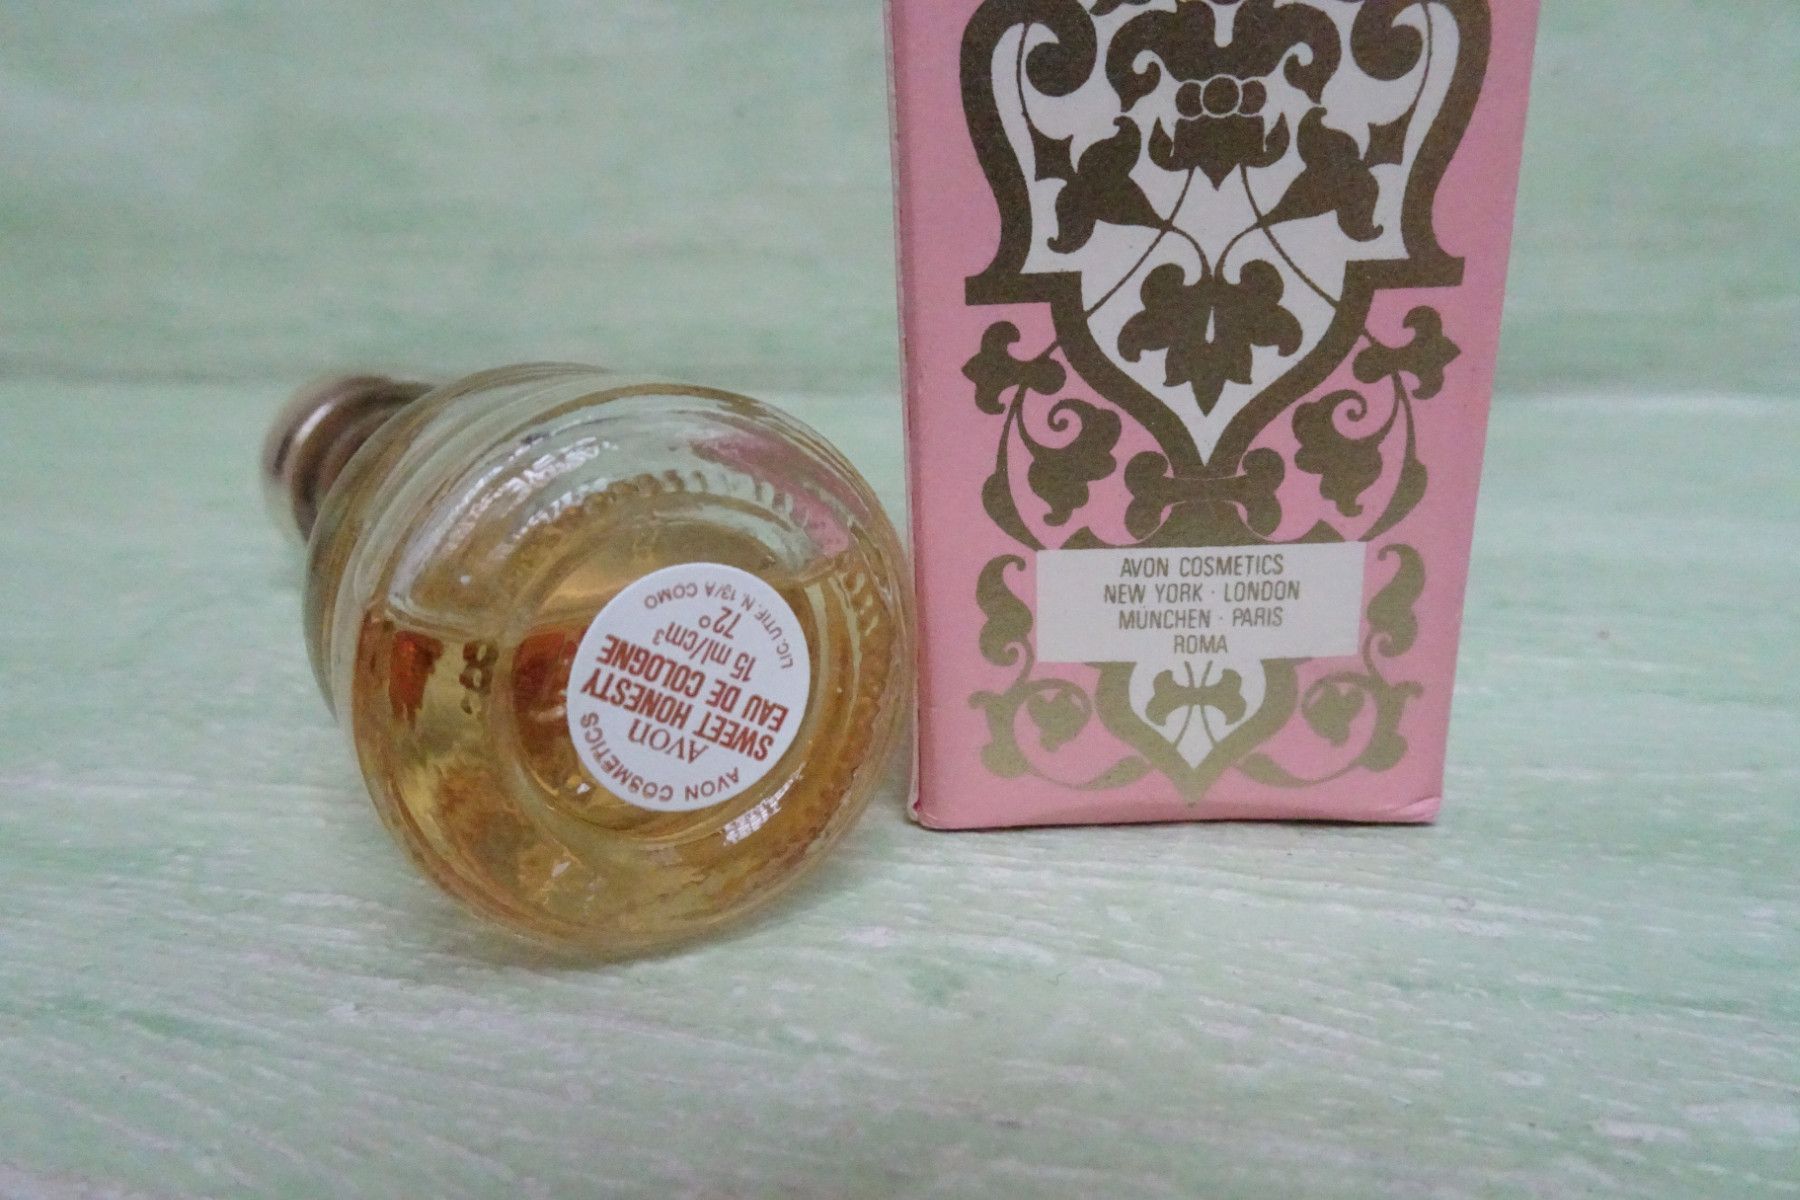 AVON COSMETICS
Avon
SWEET HONESTY
EAU DE COLOGNE
15 ml/cm³
72°
LIC. UTIF. N. 13/A COMO
AVON COSMETICS
NEW YORK · LONDON
MÜNCHEN · PARIS
ROMA